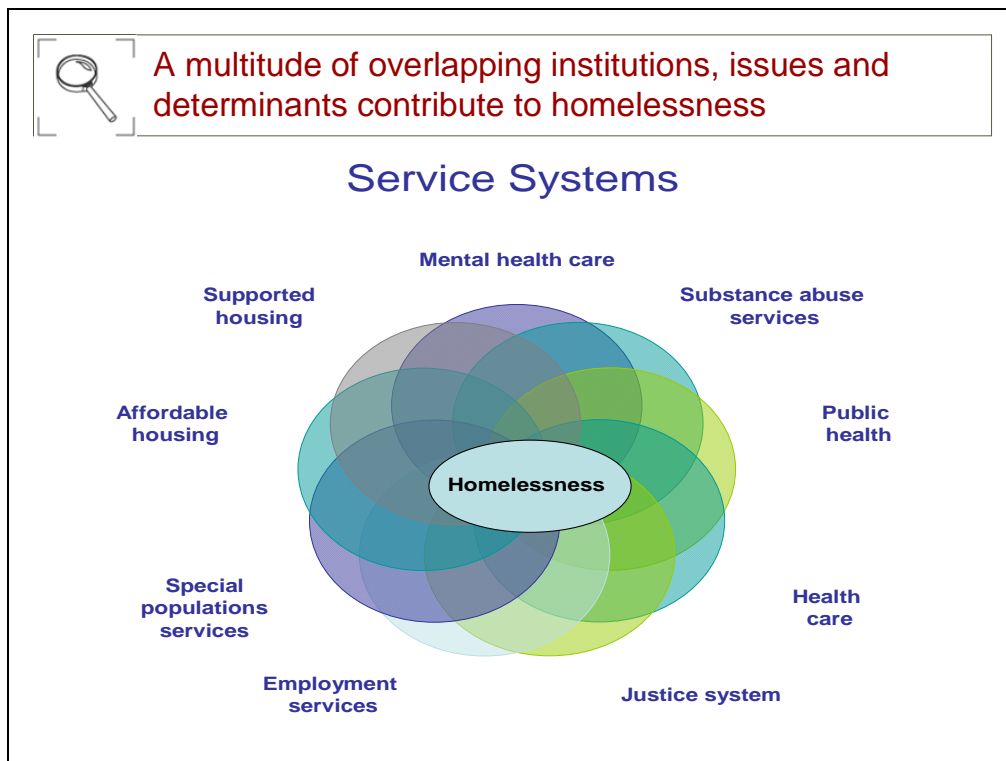 A multitude of overlapping institutions, issues and
determinants contribute to homelessness
Service Systems
Mental health care
Supported
housing
Substance abuse
services
Affordable
housing
Public
health
Homelessness
Special
populations
services
Health
care
Employment
services
Justice system